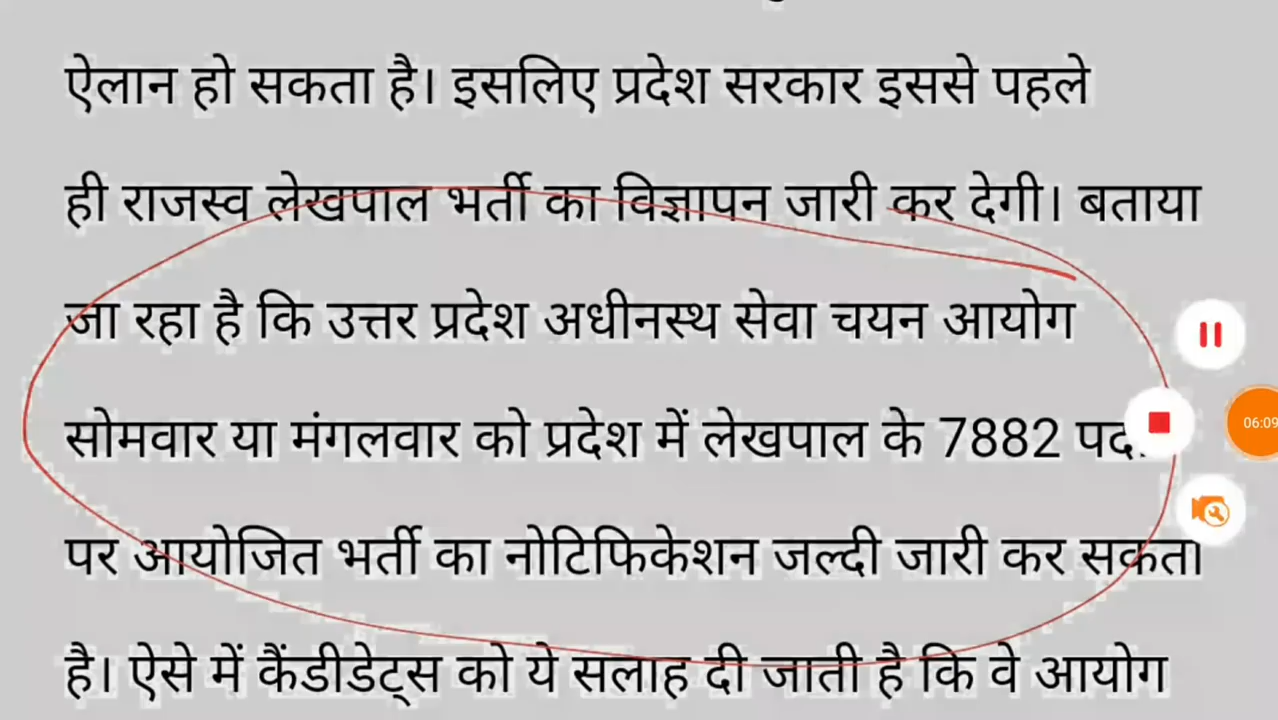 ऐलान हो सकता है। इसलिए प्रदेश सरकार इससे पहले
ही राजस्व लेखपाल भर्ती का विज्ञापन जारी कर देगी। बताया
जा रहा है कि उत्तर प्रदेश अधीनस्थ सेवा चयन आयोग
सोमवार या मंगलवार को प्रदेश में लेखपाल के 7882
पर आयोजित भर्ती का नोटिफिकेशन जल्दी जारी कर सकता
है। ऐसे में कैंडीडेट्स को ये सलाह दी जाती है कि वे आयोग
06:09